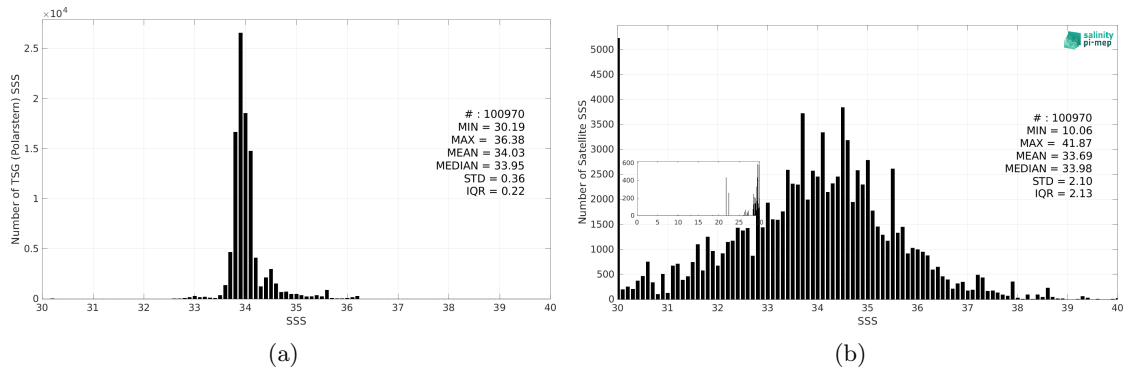 ×10^4
2.5
2
1.5
1
0.5
0
30 31 32 33 34 35 36 37 38 39 40
SSS
Number of TSG (Polarstern) SSS
# : 100970
MIN = 30.19
MAX = 36.38
MEAN = 34.03
MEDIAN = 33.95
STD = 0.36
IQR = 0.22
(a)
salinity
pi-mep
5000
4500
4000
3500
3000
2500
2000
1500
1000
500
0
30 31 32 33 34 35 36 37 38 39 40
SSS
Number of Satellite SSS
600
400
200
0
0 5 10 15 20 25 30
# : 100970
MIN = 10.06
MAX = 41.87
MEAN = 33.69
MEDIAN = 33.98
STD = 2.10
IQR = 2.13
(b)